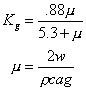 K_g = .88μ / 5.3 + μ
μ = 2w / ρcag